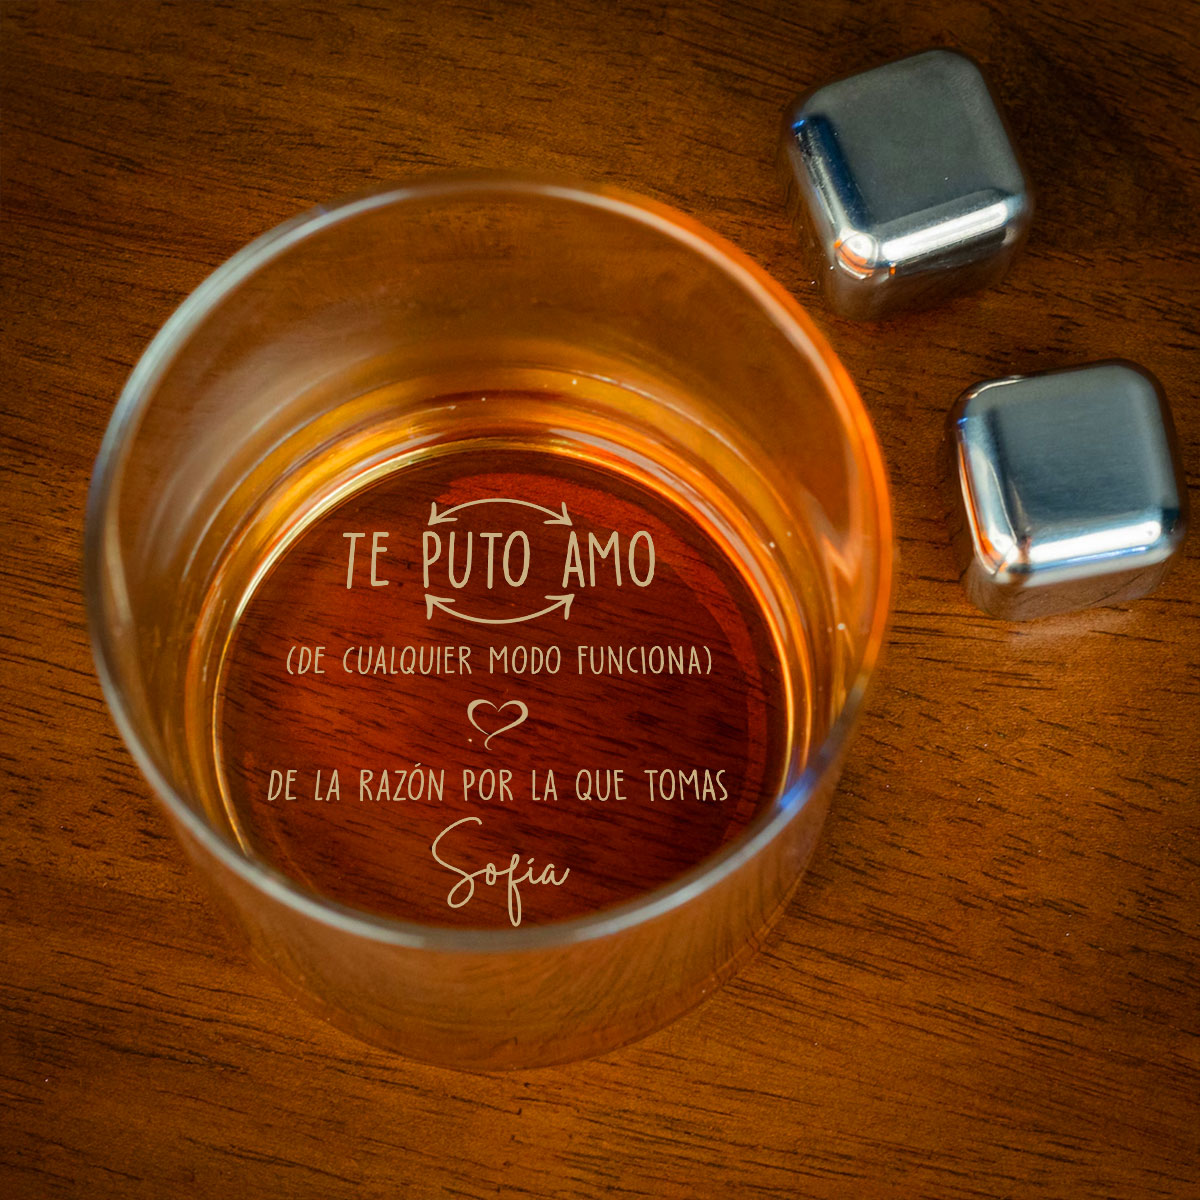 TE PUTO AMO
(DE CUALQUIER MODO FUNCIONA)
DE LA RAZÓN POR LA QUE TOMAS
Sofía